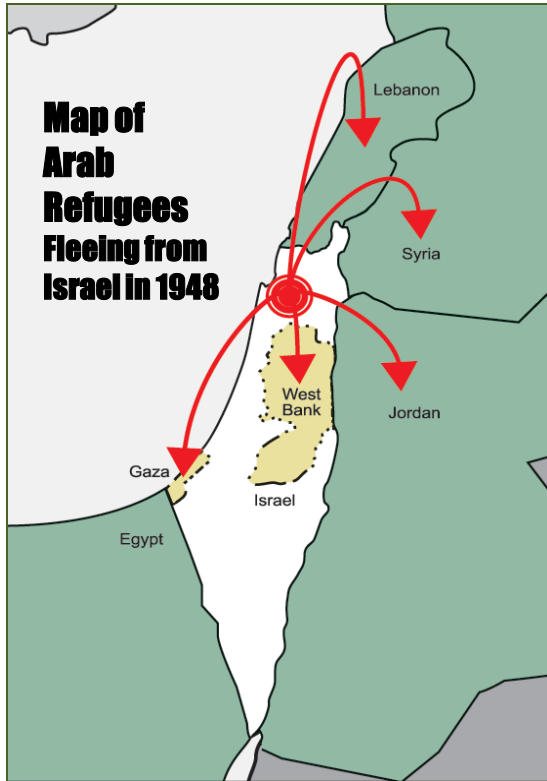 Map of
Arab
Refugees
Fleeing from
Israel in 1948
Lebanon
Syria
West
Bank
Jordan
Gaza
Israel
Egypt